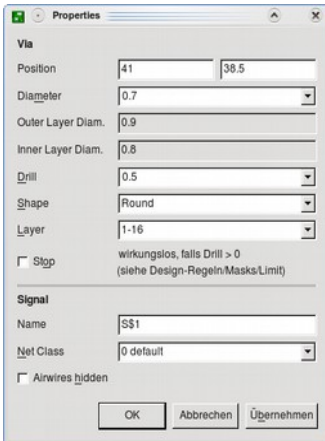 Properties
Via
Position 41 38.5
Diameter 0.7
Outer Layer Diam. 0.9
Inner Layer Diam. 0.8
Drill 0.5
Shape Round
Layer 1-16
Stop wirkungslos, falls Drill > 0
(siehe Design-Regeln/Masks/Limit)
Signal
Name S$1
Net Class 0 default
Airwires hidden
OK Abbrechen Übernehmen